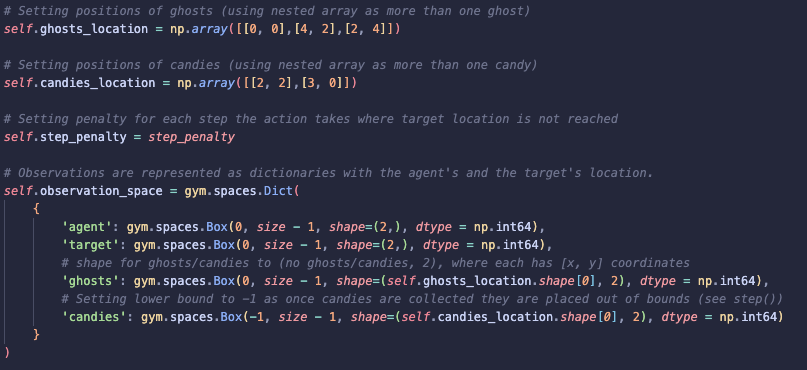 # Setting positions of ghosts (using nested array as more than one ghost)
self.ghosts_location = np.array([[0, 0],[4, 2],[2, 4]])

# Setting positions of candies (using nested array as more than one candy)
self.candies_location = np.array([[2, 2],[3, 0]])

# Setting penalty for each step the action takes where target location is not reached
self.step_penalty = step_penalty

# Observations are represented as dictionaries with the agent's and the target's location.
self.observation_space = gym.spaces.Dict(
    {
        'agent': gym.spaces.Box(0, size - 1, shape=(2,), dtype = np.int64),
        'target': gym.spaces.Box(0, size - 1, shape=(2,), dtype = np.int64),
        # shape for ghosts/candies to (no ghosts/candies, 2), where each has [x, y] coordinates
        'ghosts': gym.spaces.Box(0, size - 1, shape=(self.ghosts_location.shape[0], 2), dtype = np.int64),
        # Setting lower bound to -1 as once candies are collected they are placed out of bounds (see step())
        'candies': gym.spaces.Box(-1, size - 1, shape=(self.candies_location.shape[0], 2), dtype = np.int64)
    }
)